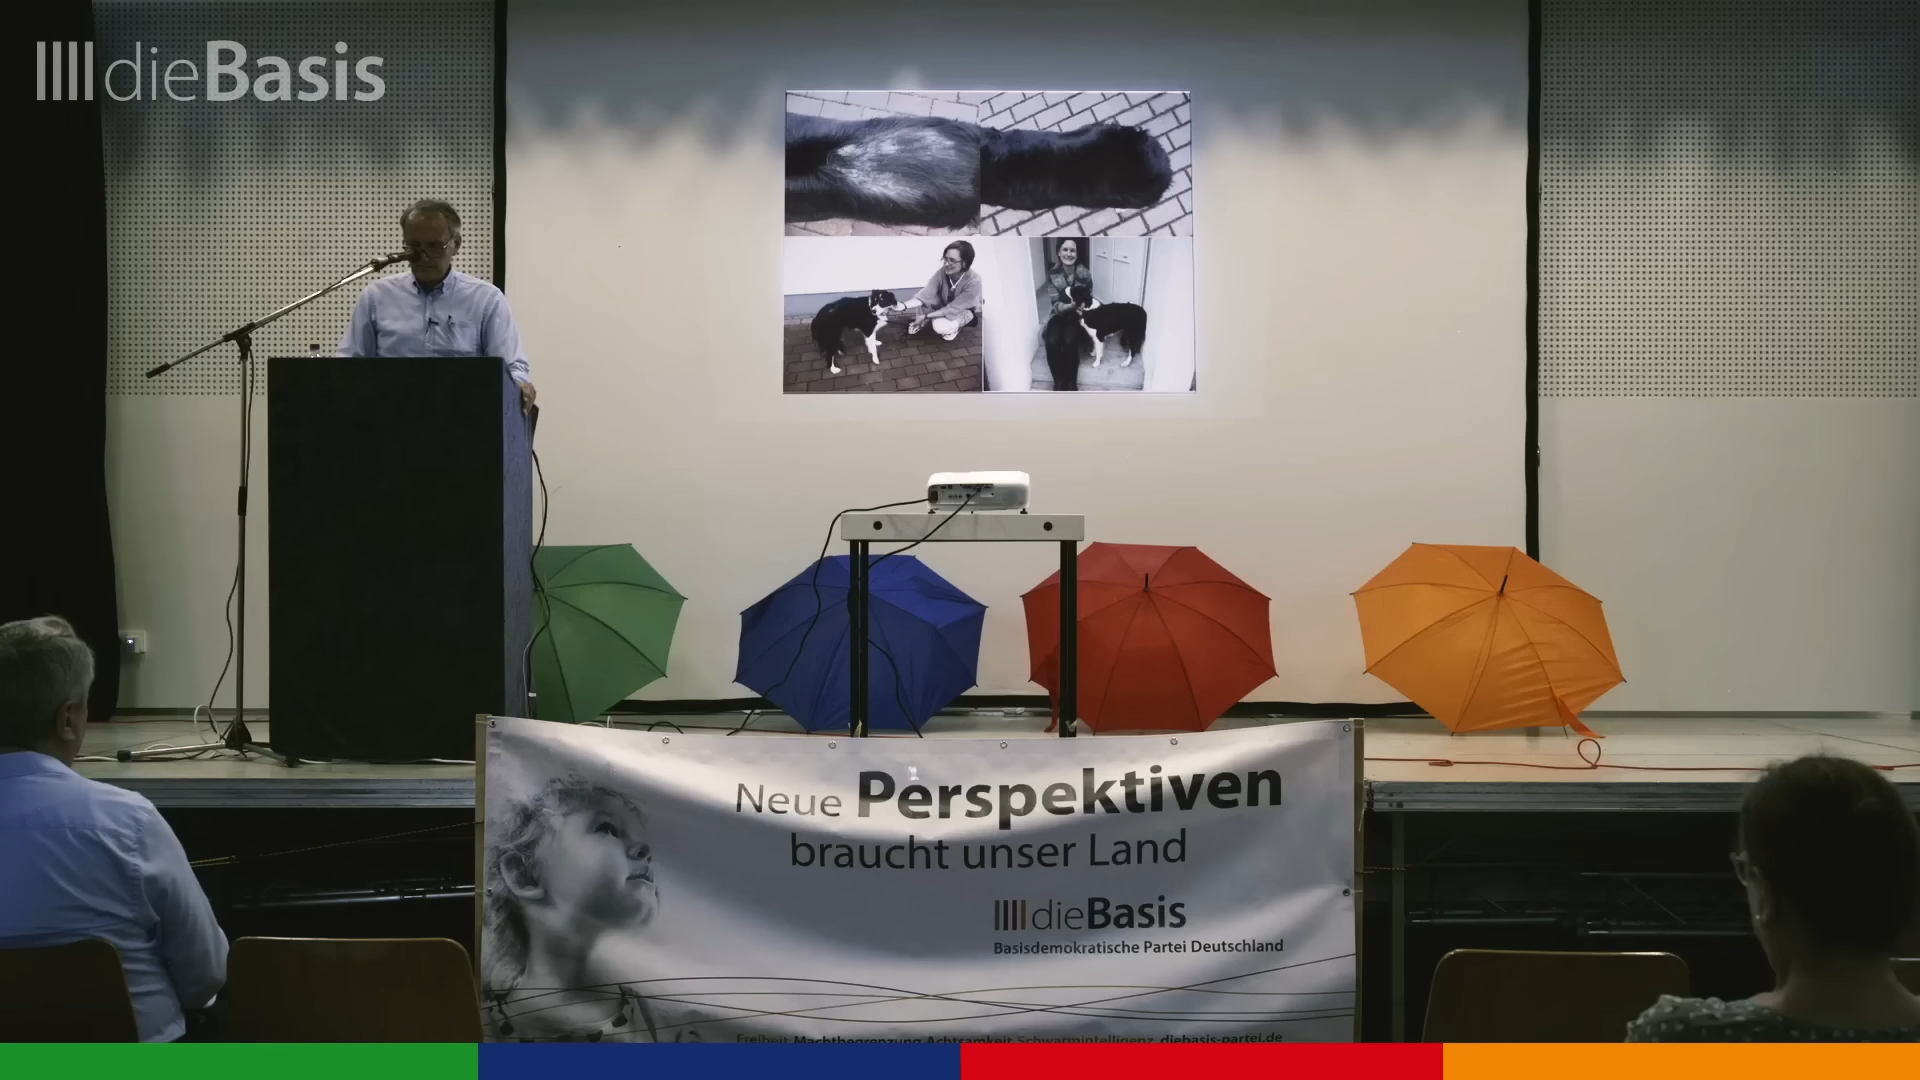 dieBasis
Neue Perspektiven
braucht unser Land
dieBasis
Basisdemokratische Partei Deutschland
Freiheit Machtbegrenzung Achtsamkeit Schwarmintelligenz diebasis-partei.de